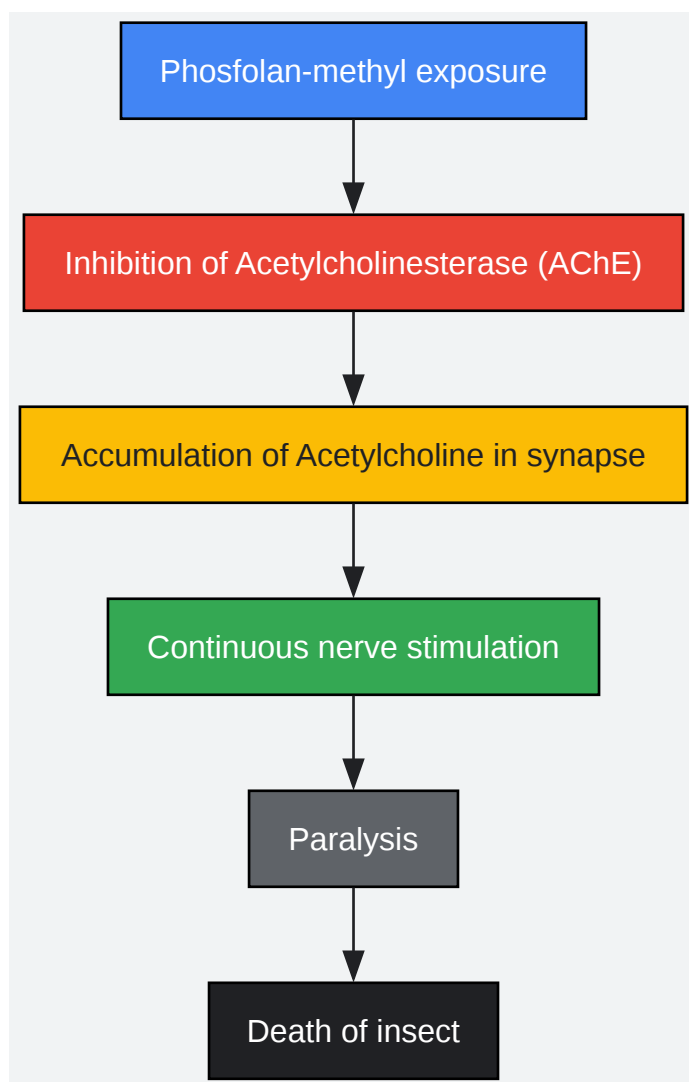 Phosfolan-methyl exposure
Inhibition of Acetylcholinesterase (AChE)
Accumulation of Acetylcholine in synapse
Continuous nerve stimulation
Paralysis
Death of insect